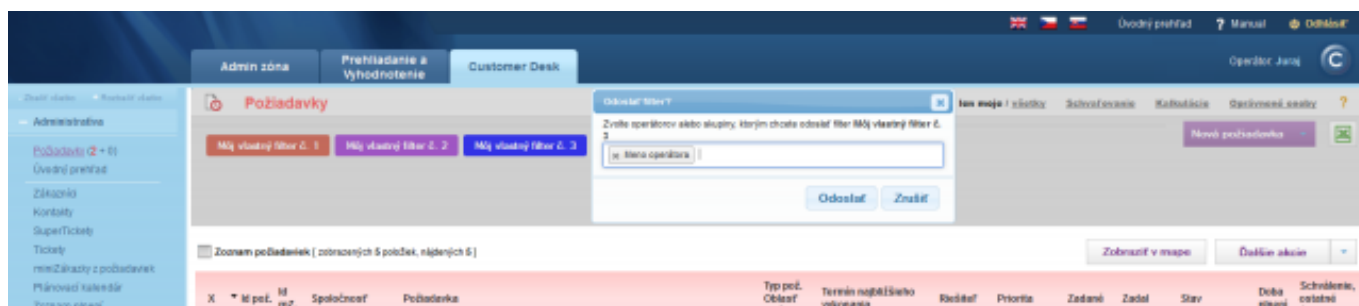 Úvodný prehľad ? Manual Odhlásiť
Admin zóna
Prehliadanie a
Vyhodnotenie
Customer Desk
Operátor Juraj
Požiadavky
Odoslať filter?
len moje / všetky Schvaľovanie Kalkulácie Oprávnené osoby ?
Administratíva
Zvoľte operátorov alebo skupiny, ktorým chcete odoslať filter Môj vlastný filter č.
3
Môj vlastný filter č. 1 Môj vlastný filter č. 2 Môj vlastný filter č. 3
Nová požiadavka
Meno operátora
Požiadavky (2 + 0)
Úvodný prehľad
Zákazníci
Kontakty
SuperTickety
Tickety
miniZákazky z požiadaviek
Plánovací kalendár
Odoslať Zrušiť
Zoznam požiadaviek ( zobrazených 5 položiek, nájdených 5 )
Zobraziť v mape Ďalšie akcie
X Id pož. Id Spoločnosť Požiadavka
Typ pož.
Oblasť
Termín najbližšieho
vykonania
Riešiteľ Priorita Zadané Zadal Stav
Doba
Schválenie,
ostatné